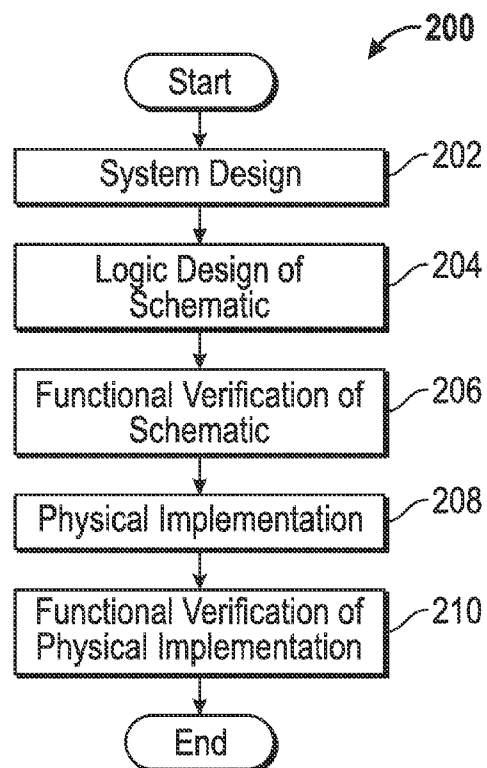 200
Start
System Design
202
Logic Design of
Schematic
204
Functional Verification of
Schematic
206
Physical Implementation
208
Functional Verification of
Physical Implementation
210
End